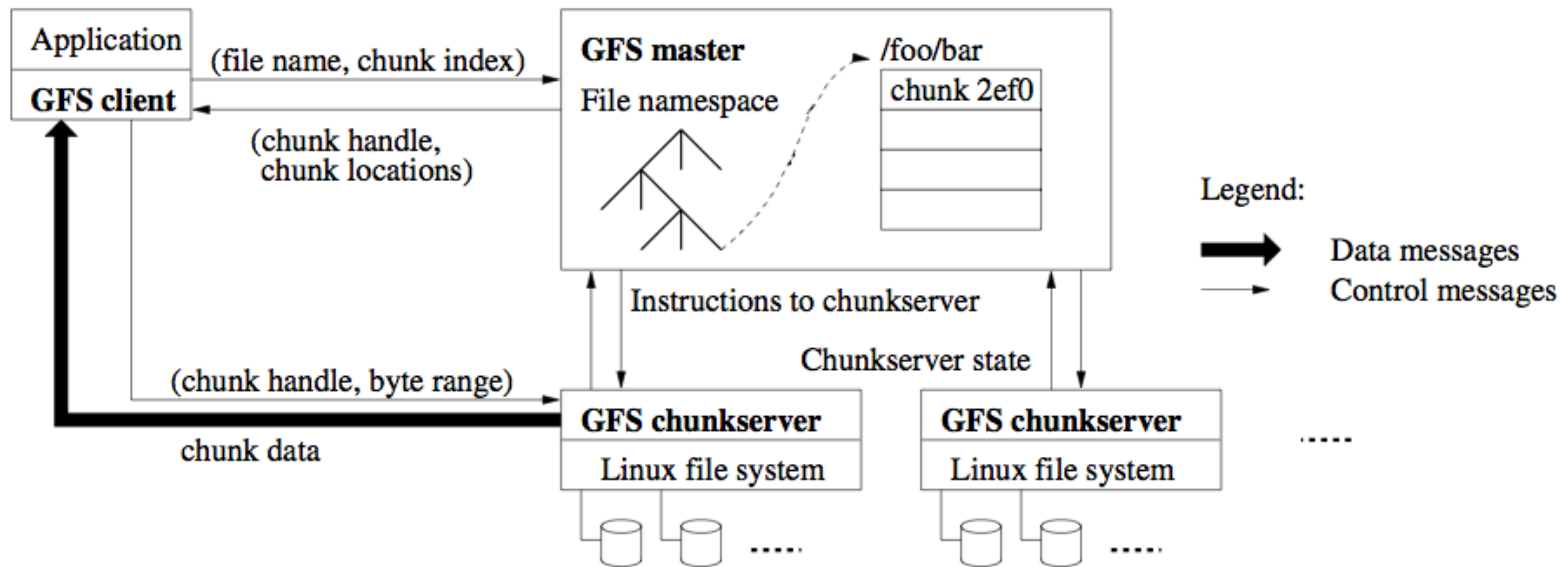 Application
GFS client
(file name, chunk index)
(chunk handle,
chunk locations)
GFS master
File namespace
/foo/bar
chunk 2ef0
Legend:
Data messages
Control messages
Instructions to chunkserver
Chunkserver state
(chunk handle, byte range)
chunk data
GFS chunkserver
Linux file system
GFS chunkserver
Linux file system